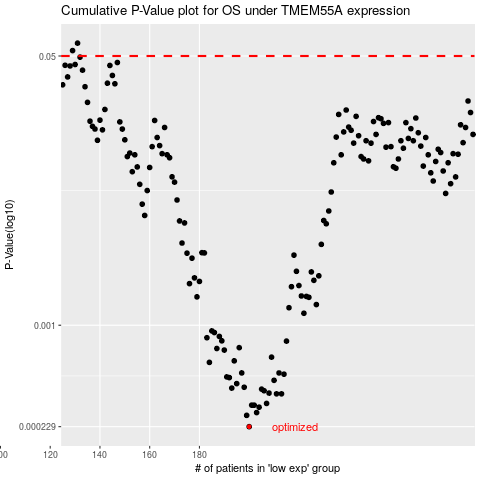 Cumulative P-Value plot for OS under TMEM55A expression
0.05
P-Value(log10)
0.001
0.000229
optimized
00 120 140 160 180
# of patients in 'low exp' group